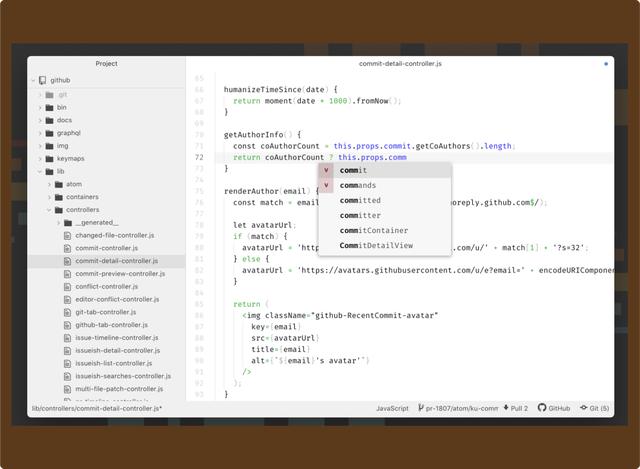 Project
commit-detail-controller.js
github
.git
bin
docs
graphql
img
keymaps
lib
atom
containers
controllers
__generated__
changed-file-controller.js
commit-controller.js
commit-detail-controller.js
commit-preview-controller.js
conflict-controller.js
editor-conflict-controller.js
git-tab-controller.js
github-tab-controller.js
issue-timeline-controller.js
issueish-detail-controller.js
issueish-list-controller.js
issueish-searches-controller.js
multi-file-patch-controller.js
65
66 humanizeTimeSince(date) {
67 return moment(date * 1000).fromNow();
68 }
69
70 getAuthorInfo() {
71 const coAuthorCount = this.props.commit.getCoAuthors().length;
72 return coAuthorCount ? this.props.comm
73 }
74
75 renderAuthor(email) {
76 const match = email
noreply.github.com$/);
77
78 let avatarUrl;
79 if (match) {
80 avatarUrl = 'http
.com/u/' + match[1] + '?s=32';
81 } else {
82 avatarUrl = 'https://avatars.githubusercontent.com/u/e?email=' + encodeURIComponen
83 }
84
85 return (
86 <img className="github-RecentCommit-avatar"
87 key={email}
88 src={avatarUrl}
89 title={email}
90 alt={`${email}'s avatar'`}
91 />
92 );
93 }
v commit
v commands
committed
committer
commitContainer
CommitDetailView
lib/controllers/commit-detail-controller.js*
JavaScript
pr-1807/atom/ku-comm
Pull 2
GitHub
Git (5)